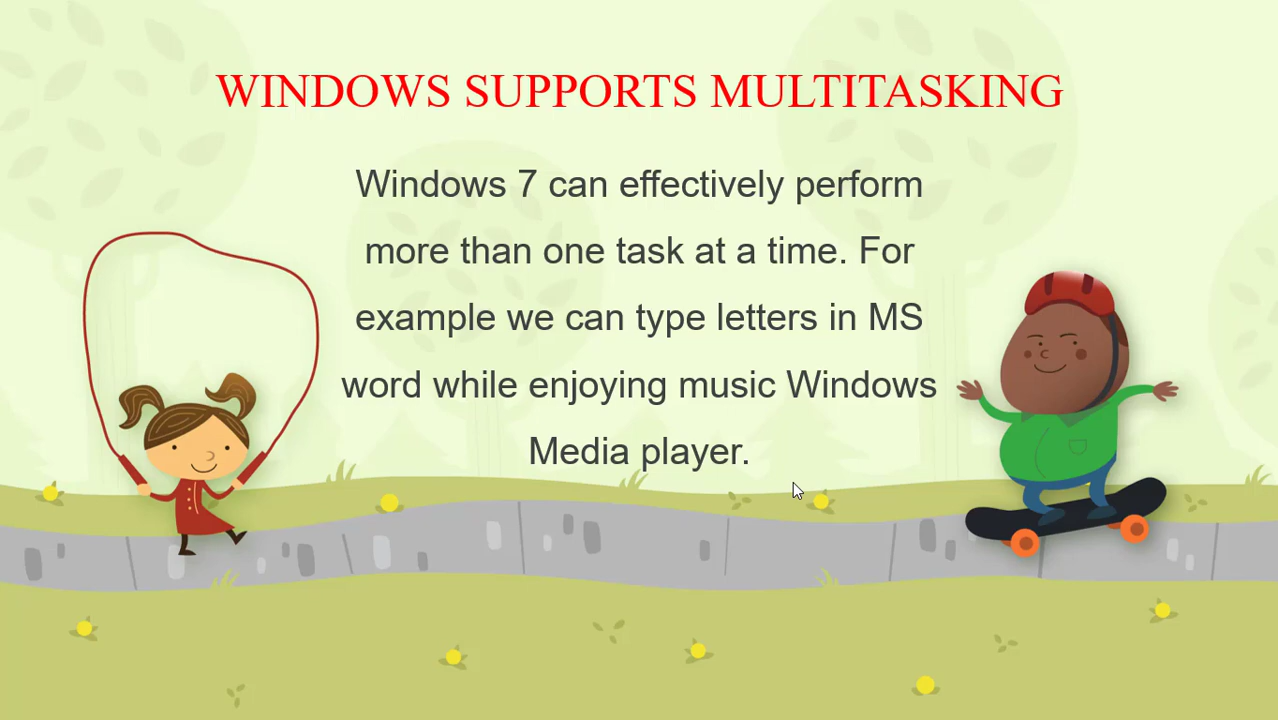 WINDOWS SUPPORTS MULTITASKING
Windows 7 can effectively perform
more than one task at a time. For
example we can type letters in MS
word while enjoying music Windows
Media player.